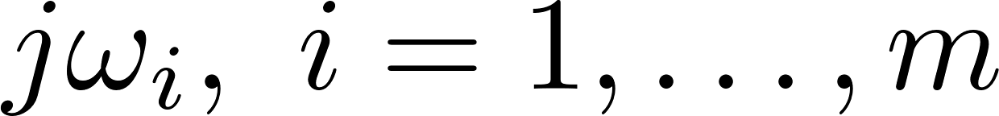 jωᵢ, i = 1, . . . , m